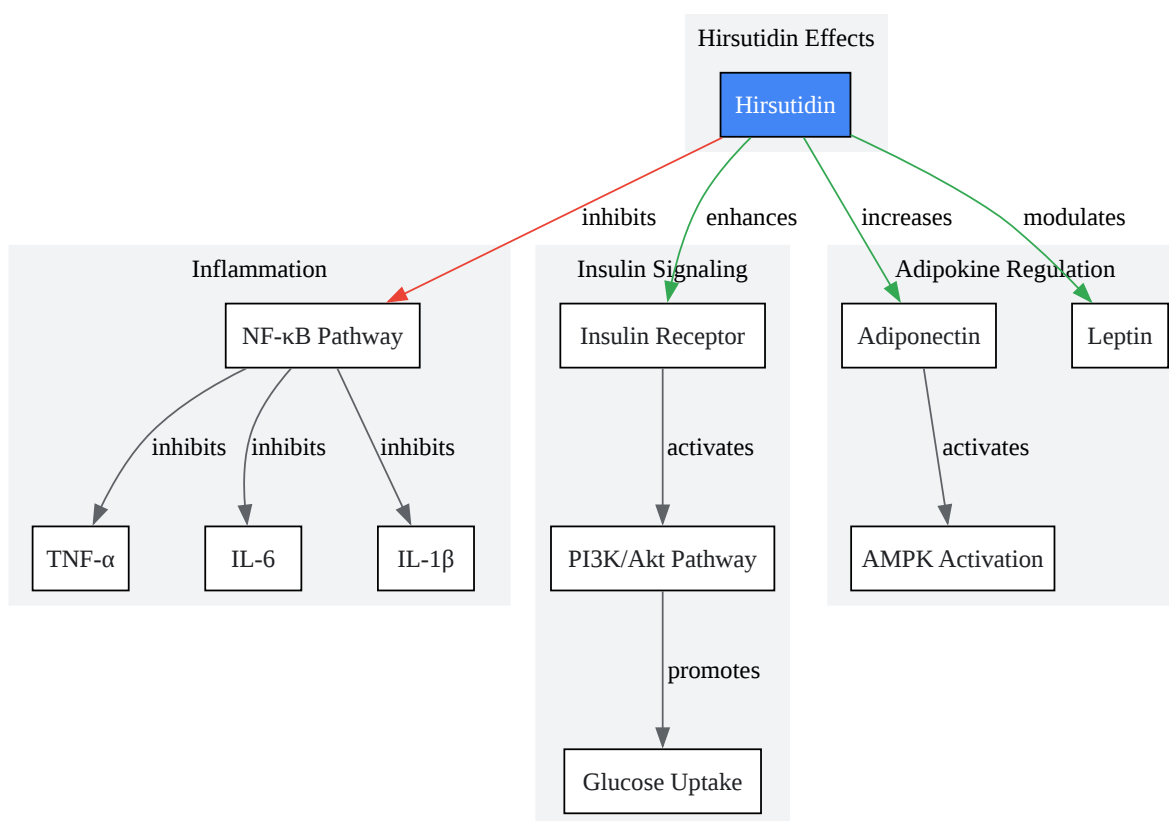 Hirsutidin Effects
Hirsutidin
inhibits
enhances
increases
modulates
Inflammation
Insulin Signaling
Adipokine Regulation
NF-κB Pathway
Insulin Receptor
Adiponectin
Leptin
inhibits
inhibits
inhibits
activates
activates
TNF-α
IL-6
IL-1β
PI3K/Akt Pathway
AMPK Activation
promotes
Glucose Uptake